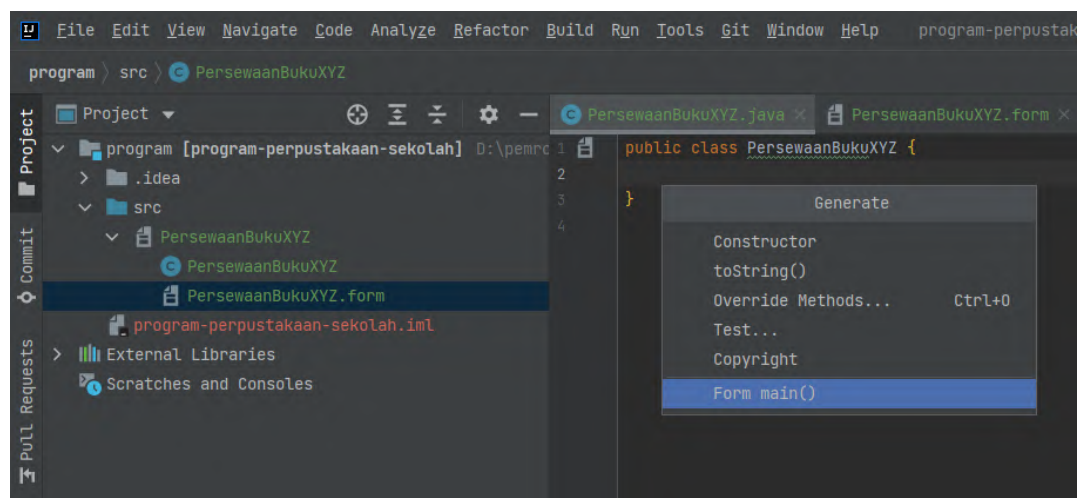 File Edit View Navigate Code Analyze Refactor Build Run Tools Git Window Help program-perpustak
program src PersewaanBukuXYZ
Project PersewaanBukuXYZ.java PersewaanBukuXYZ.form
Project
program [program-perpustakaan-sekolah] D:\pemro
.idea
src
PersewaanBukuXYZ
PersewaanBukuXYZ
PersewaanBukuXYZ.form
program-perpustakaan-sekolah.iml
External Libraries
Scratches and Consoles
Commit
Pull Requests
1 public class PersewaanBukuXYZ {
2
3 }
4
Generate
Constructor
toString()
Override Methods... Ctrl+O
Test...
Copyright
Form main()